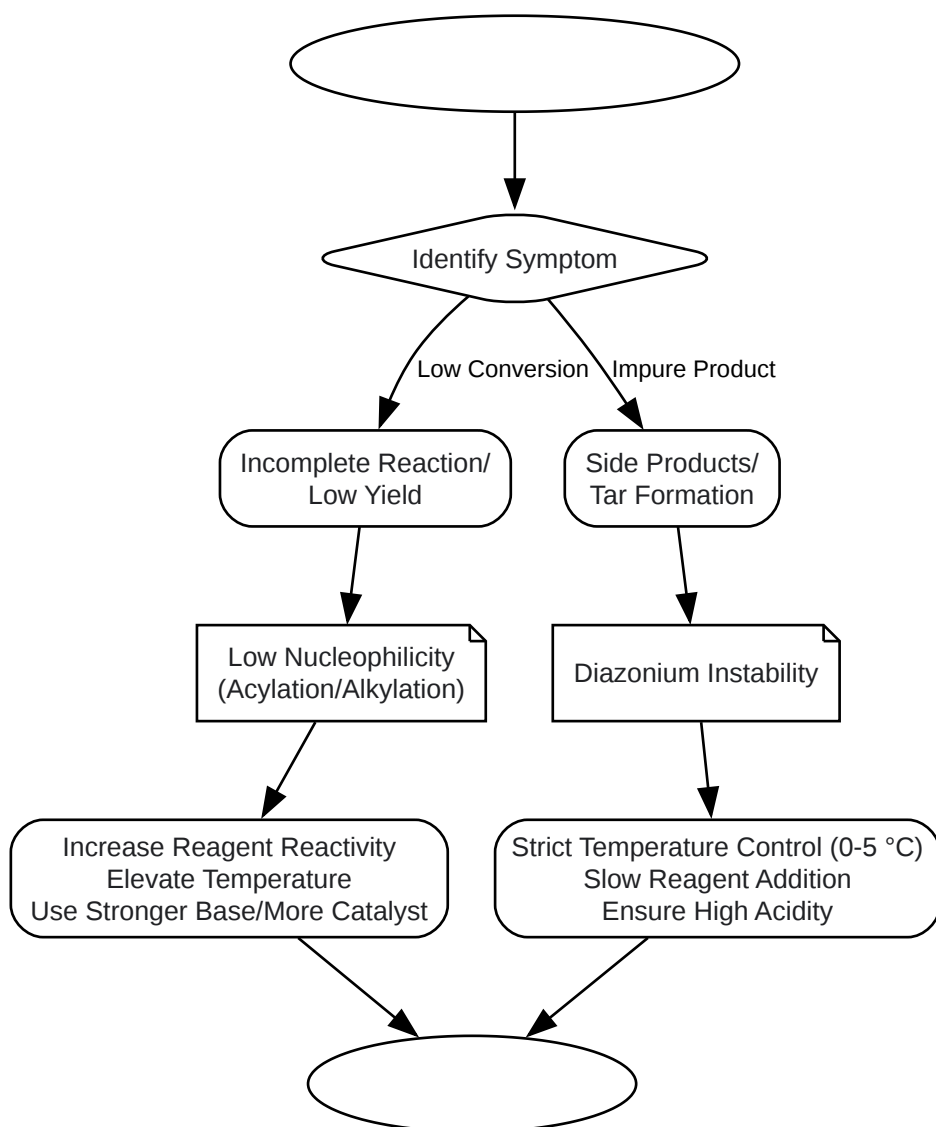 Identify Symptom
Low Conversion
Impure Product
Incomplete Reaction/
Low Yield
Side Products/
Tar Formation
Low Nucleophilicity
(Acylation/Alkylation)
Diazonium Instability
Increase Reagent Reactivity
Elevate Temperature
Use Stronger Base/More Catalyst
Strict Temperature Control (0-5 °C)
Slow Reagent Addition
Ensure High Acidity